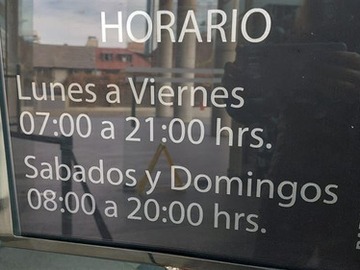 HORARIO
Lunes a Viernes
07:00 a 21:00 hrs.
Sabados y Domingos
08:00 a 20:00 hrs.